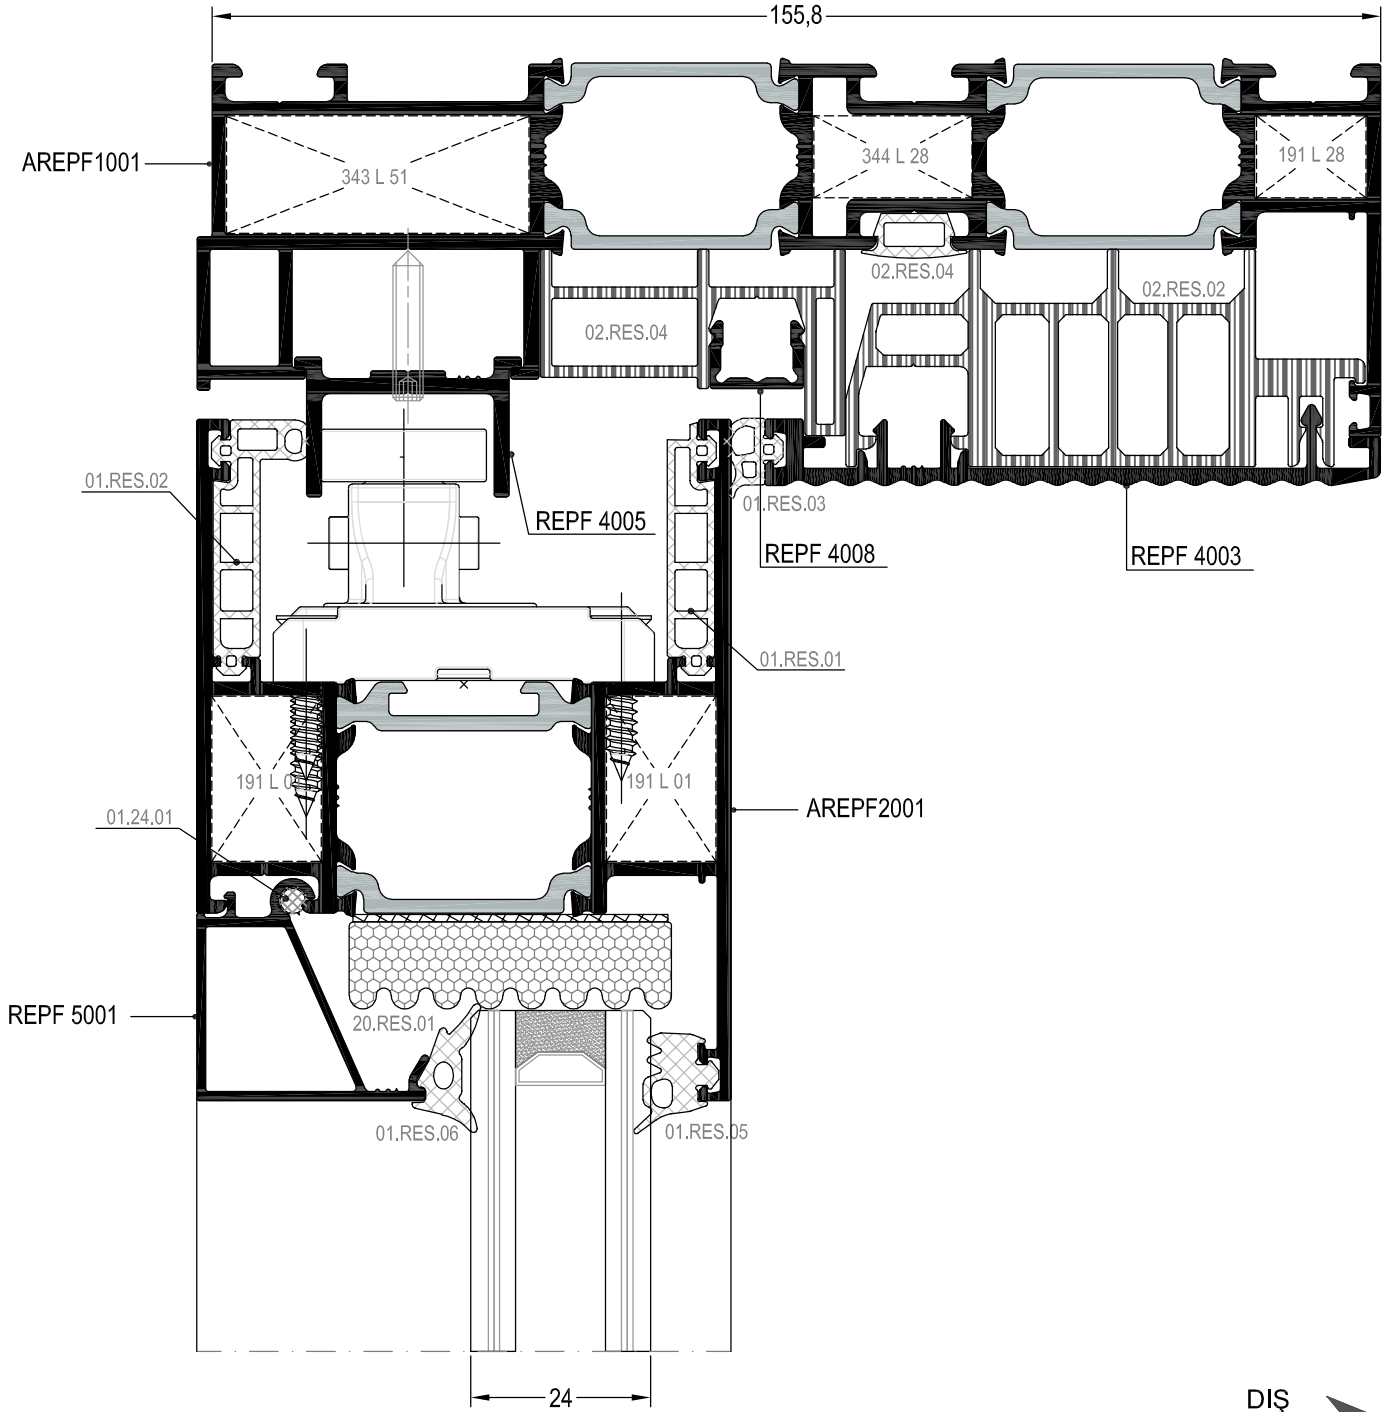 155,8
AREPF1001
343 L 51
344 L 28
191 L 28
02.RES.04
02.RES.02
02.RES.04
01.RES.02
REPF 4005
01.RES.03
REPF 4008
REPF 4003
01.RES.01
191 L 0
191 L 01
01.24.01
AREPF2001
REPF 5001
20.RES.01
01.RES.06
01.RES.05
24
DIŞ